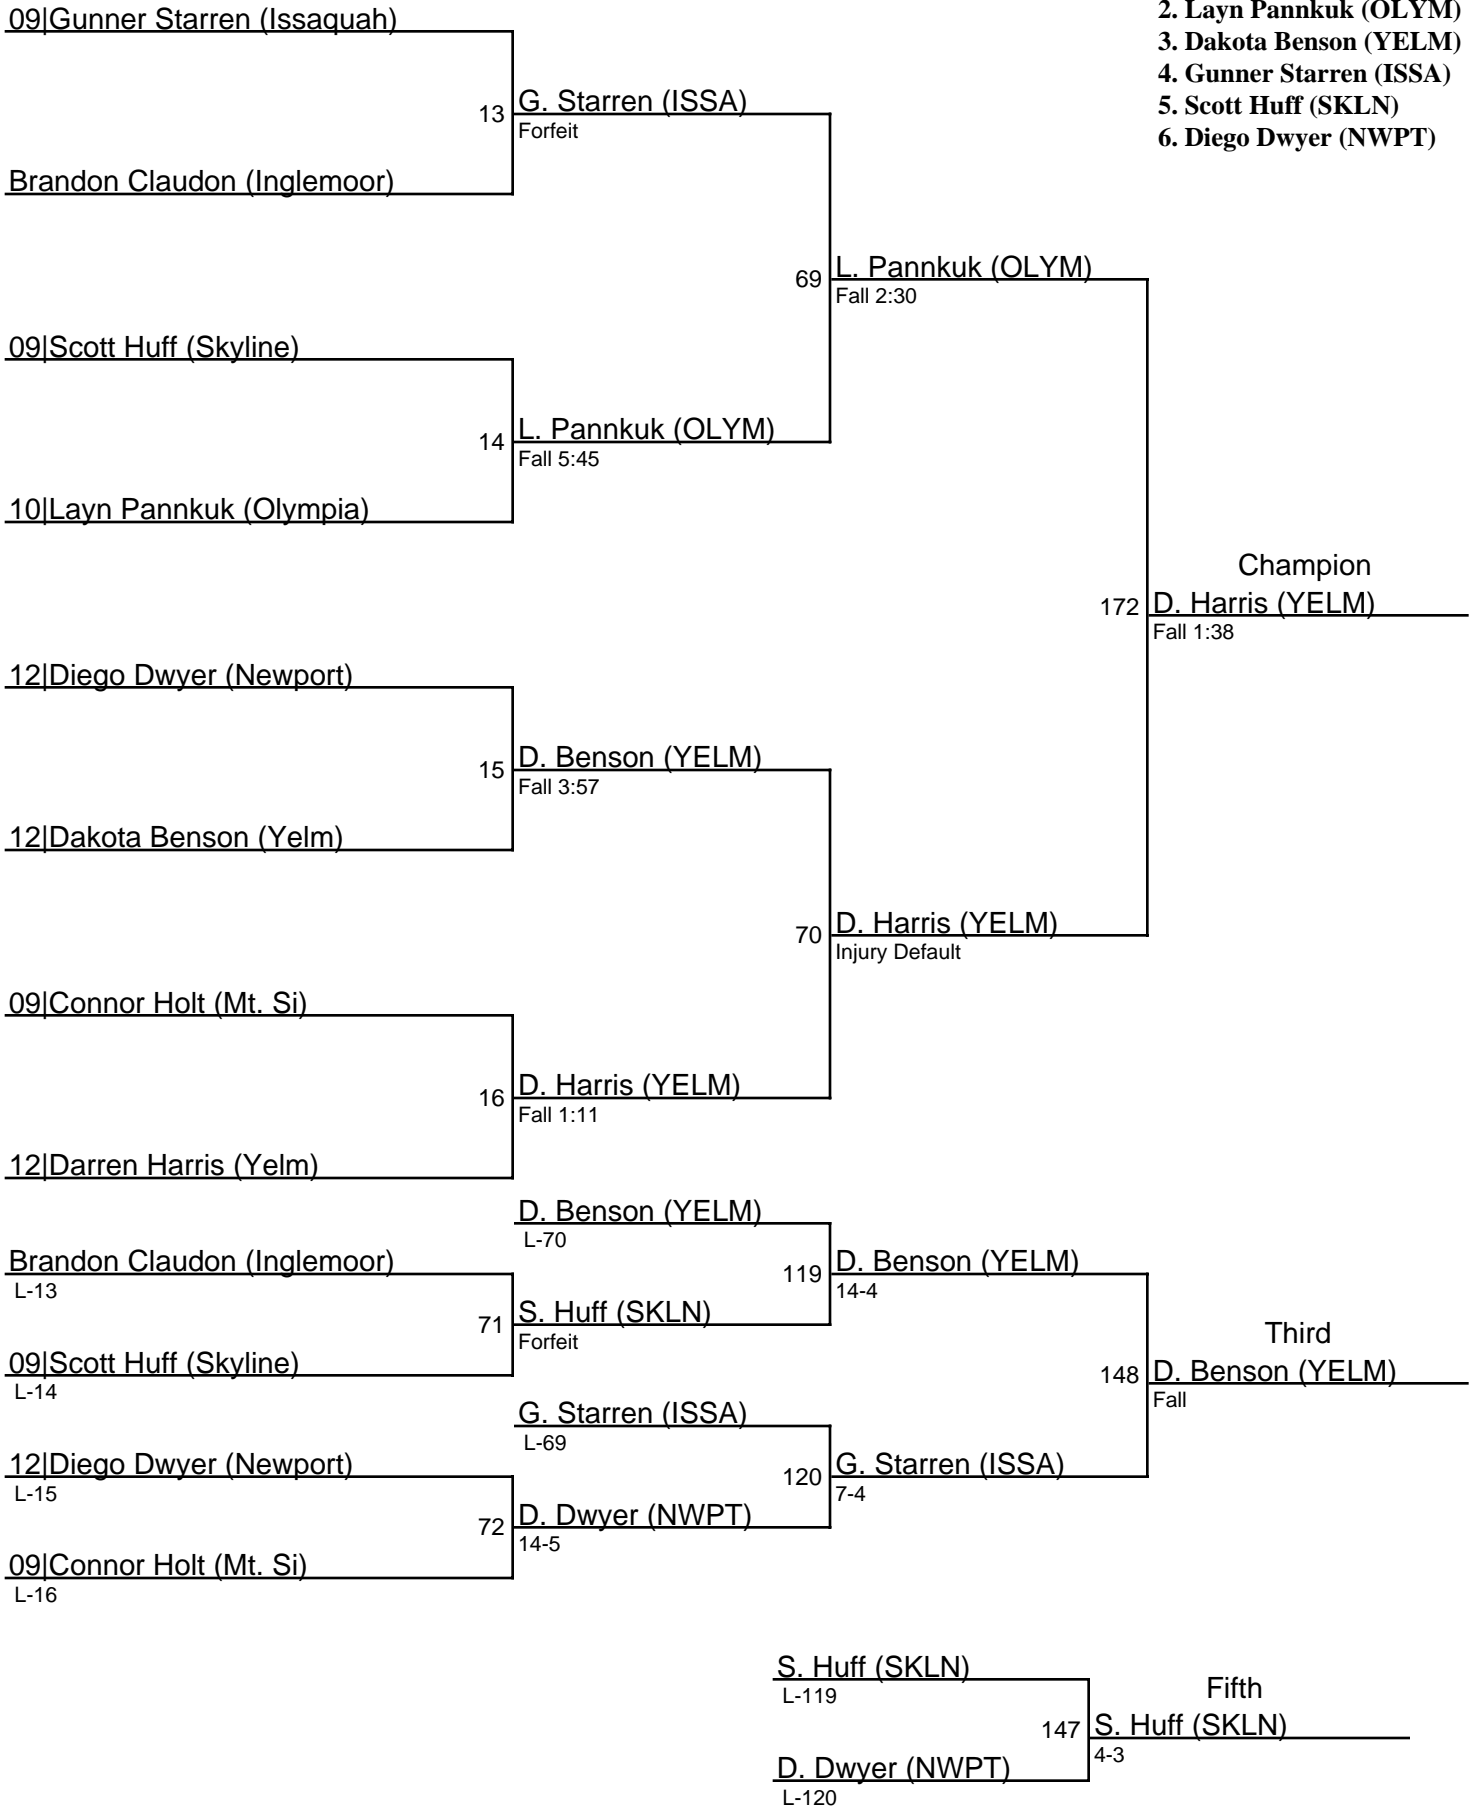 09|Gunner Starren (Issaquah)
2. Layn Pannkuk (OLYM)
3. Dakota Benson (YELM)
4. Gunner Starren (ISSA)
5. Scott Huff (SKLN)
6. Diego Dwyer (NWPT)
13 G. Starren (ISSA)
Forfeit
Brandon Claudon (Inglemoor)
69 L. Pannkuk (OLYM)
Fall 2:30
09|Scott Huff (Skyline)
14 L. Pannkuk (OLYM)
Fall 5:45
10|Layn Pannkuk (Olympia)
Champion
172 D. Harris (YELM)
Fall 1:38
12|Diego Dwyer (Newport)
15 D. Benson (YELM)
Fall 3:57
12|Dakota Benson (Yelm)
70 D. Harris (YELM)
Injury Default
09|Connor Holt (Mt. Si)
16 D. Harris (YELM)
Fall 1:11
12|Darren Harris (Yelm)
D. Benson (YELM)
L-70
Brandon Claudon (Inglemoor)
L-13
119 D. Benson (YELM)
14-4
71 S. Huff (SKLN)
Forfeit
09|Scott Huff (Skyline)
L-14
Third
148 D. Benson (YELM)
Fall
G. Starren (ISSA)
L-69
12|Diego Dwyer (Newport)
L-15
120 G. Starren (ISSA)
7-4
72 D. Dwyer (NWPT)
14-5
09|Connor Holt (Mt. Si)
L-16
S. Huff (SKLN)
L-119
Fifth
147 S. Huff (SKLN)
4-3
D. Dwyer (NWPT)
L-120